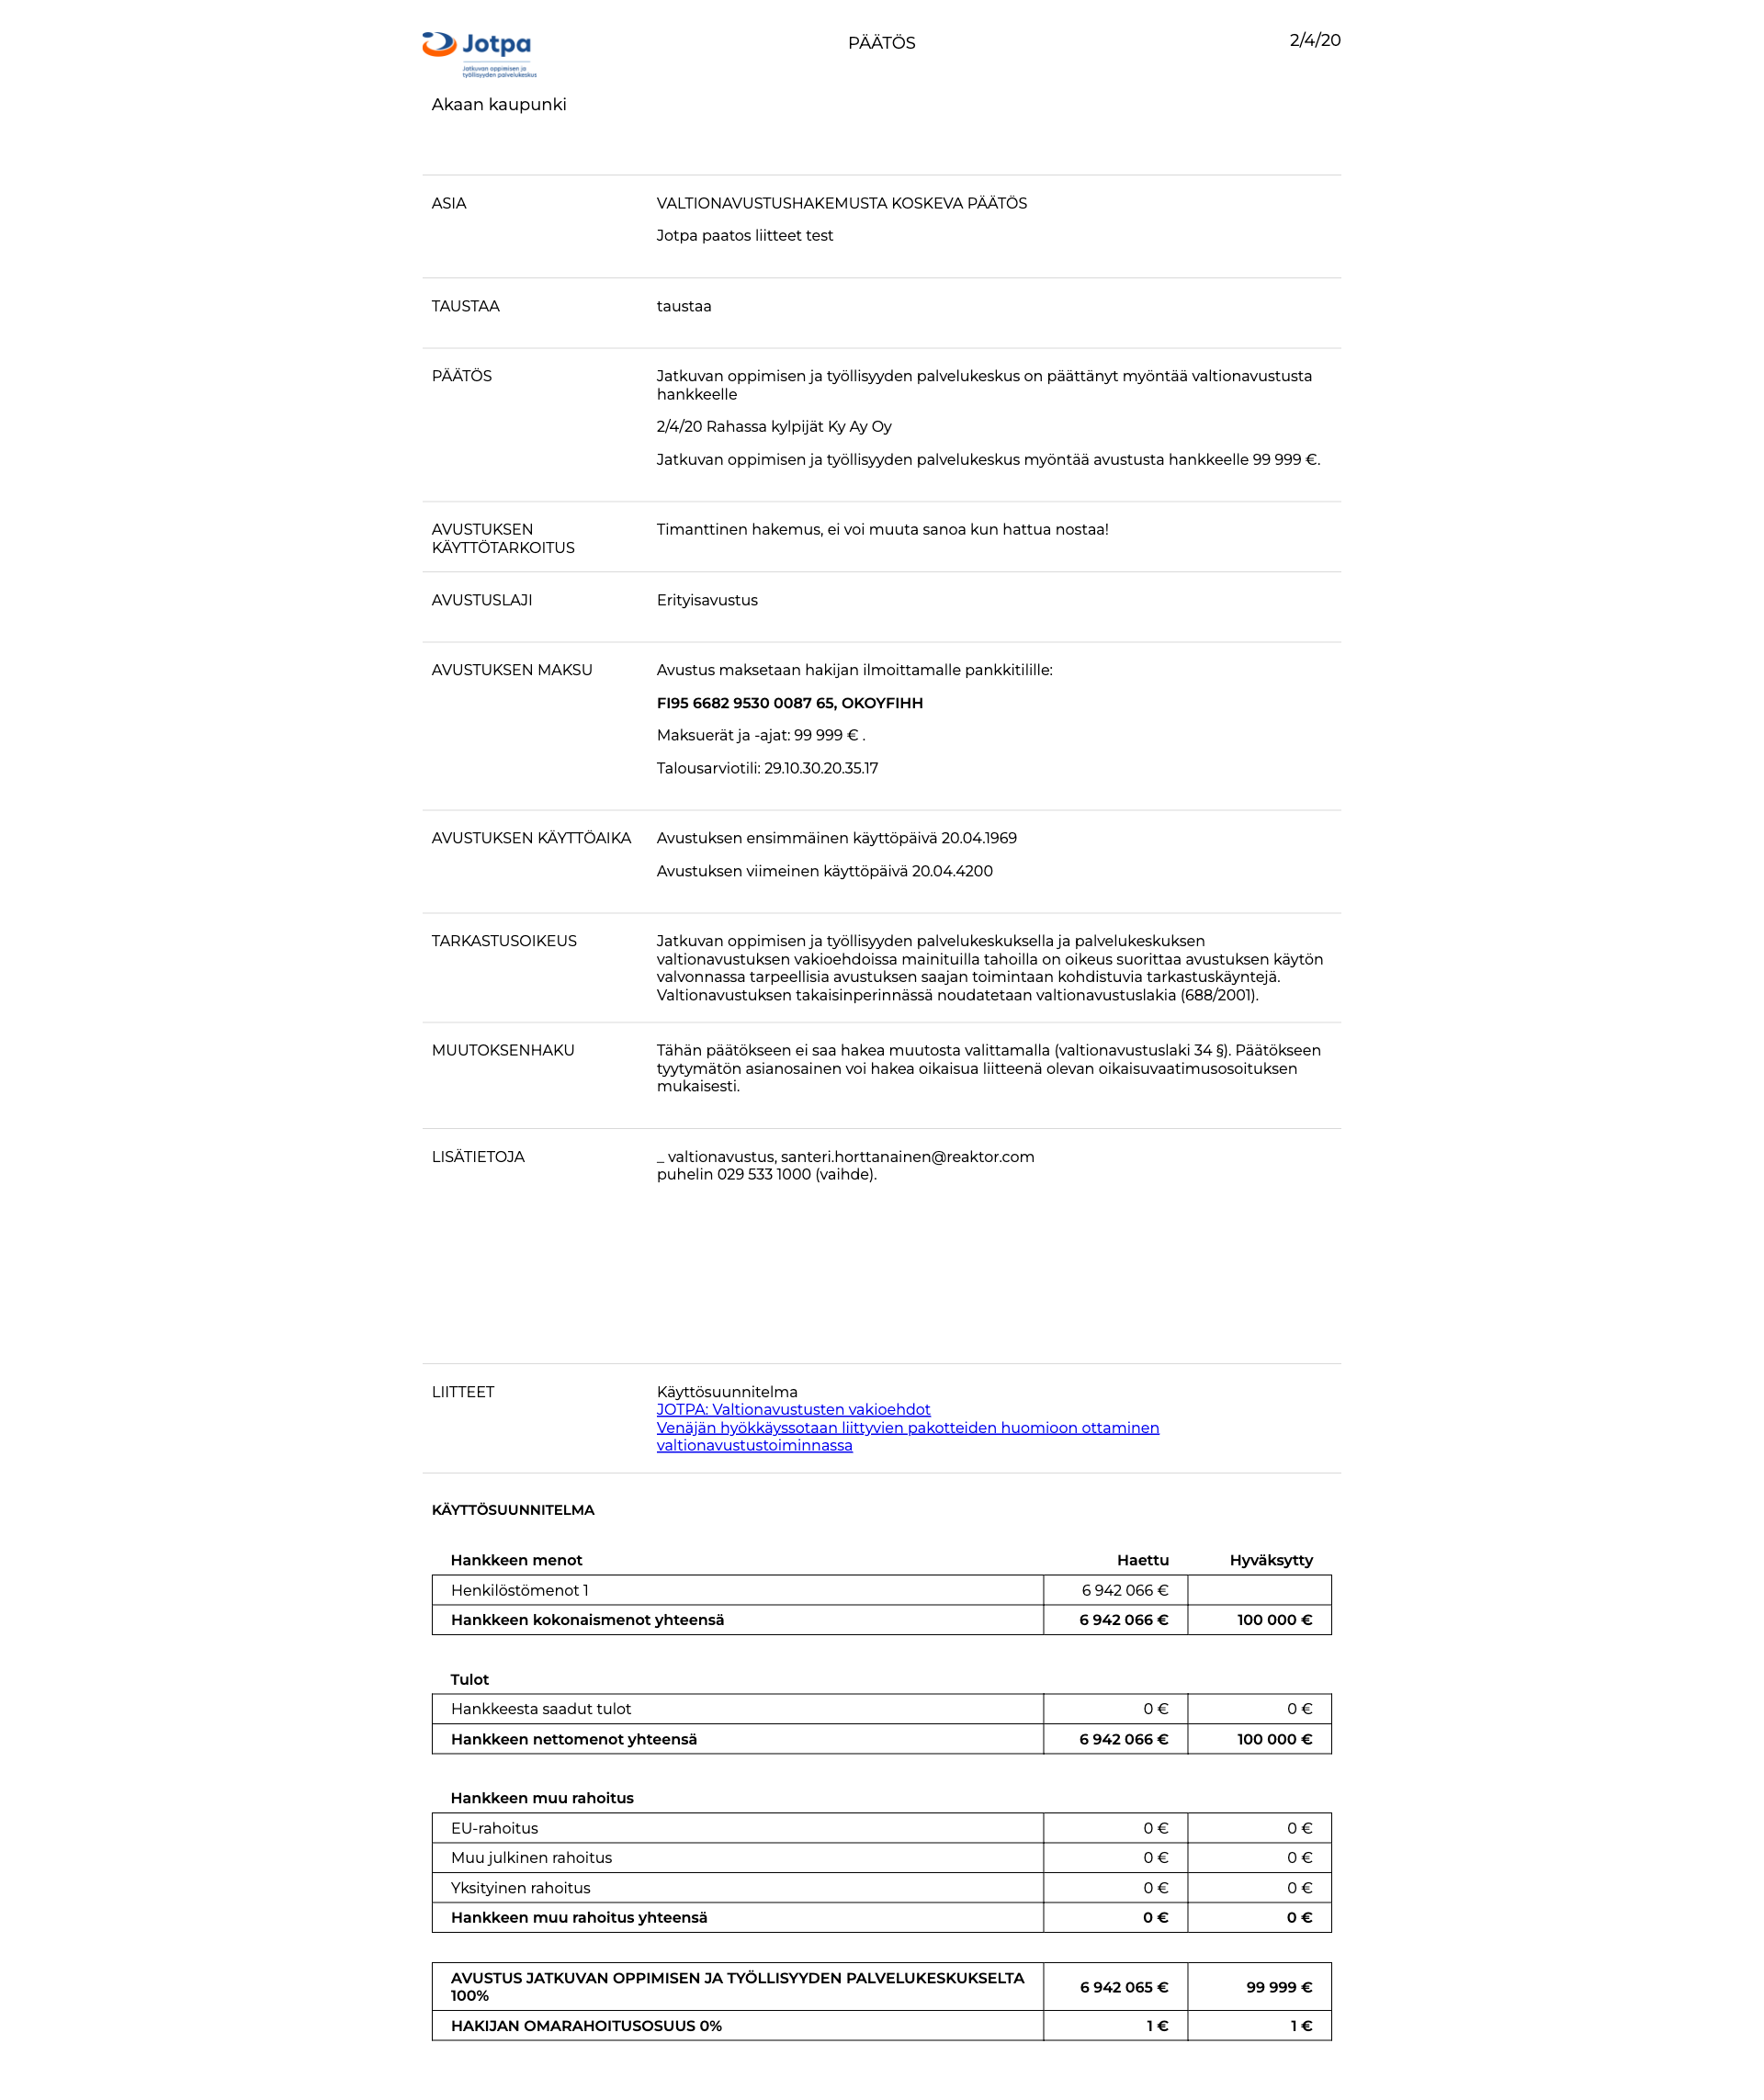 Jotpa
Jatkuvan oppimisen ja
työllisyyden palvelukeskus
PÄÄTÖS
2/4/20
Akaan kaupunki
ASIA
VALTIONAVUSTUSHAKEMUSTA KOSKEVA PÄÄTÖS
Jotpa paatos liitteet test
TAUSTAA
taustaa
PÄÄTÖS
Jatkuvan oppimisen ja työllisyyden palvelukeskus on päättänyt myöntää valtionavustusta
hankkeelle
2/4/20 Rahassa kylpijät Ky Ay Oy
Jatkuvan oppimisen ja työllisyyden palvelukeskus myöntää avustusta hankkeelle 99 999 €.
AVUSTUKSEN
KÄYTTÖTARKOITUS
Timanttinen hakemus, ei voi muuta sanoa kun hattua nostaa!
AVUSTUSLAJI
Erityisavustus
AVUSTUKSEN MAKSU
Avustus maksetaan hakijan ilmoittamalle pankkitilille:
FI95 6682 9530 0087 65, OKOYFIHH
Maksuerät ja -ajat: 99 999 € .
Talousarviotili: 29.10.30.20.35.17
AVUSTUKSEN KÄYTTÖAIKA
Avustuksen ensimmäinen käyttöpäivä 20.04.1969
Avustuksen viimeinen käyttöpäivä 20.04.4200
TARKASTUSOIKEUS
Jatkuvan oppimisen ja työllisyyden palvelukeskuksella ja palvelukeskuksen
valtionavustuksen vakioehdoissa mainituilla tahoilla on oikeus suorittaa avustuksen käytön
valvonnassa tarpeellisia avustuksen saajan toimintaan kohdistuvia tarkastuskäyntejä.
Valtionavustuksen takaisinperinnässä noudatetaan valtionavustuslakia (688/2001).
MUUTOKSENHAKU
Tähän päätökseen ei saa hakea muutosta valittamalla (valtionavustuslaki 34 §). Päätökseen
tyytymätön asianosainen voi hakea oikaisua liitteenä olevan oikaisuvaatimusosoituksen
mukaisesti.
LISÄTIETOJA
_ valtionavustus, santeri.horttanainen@reaktor.com
puhelin 029 533 1000 (vaihde).
LIITTEET
Käyttösuunnitelma
JOTPA: Valtionavustusten vakioehdot
Venäjän hyökkäyssotaan liittyvien pakotteiden huomioon ottaminen
valtionavustustoiminnassa
KÄYTTÖSUUNNITELMA
Hankkeen menot Haettu Hyväksytty
Henkilöstömenot 1 6 942 066 €
Hankkeen kokonaismenot yhteensä 6 942 066 € 100 000 €
Tulot
Hankkeesta saadut tulot 0 € 0 €
Hankkeen nettomenot yhteensä 6 942 066 € 100 000 €
Hankkeen muu rahoitus
EU-rahoitus 0 € 0 €
Muu julkinen rahoitus 0 € 0 €
Yksityinen rahoitus 0 € 0 €
Hankkeen muu rahoitus yhteensä 0 € 0 €
AVUSTUS JATKUVAN OPPIMISEN JA TYÖLLISYYDEN PALVELUKESKUKSELTA
100% 6 942 065 € 99 999 €
HAKIJAN OMARAHOITUSOSUUS 0% 1 € 1 €